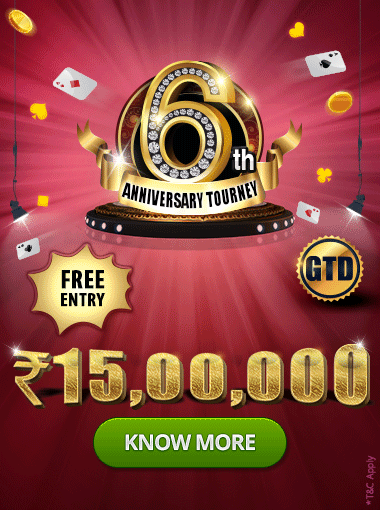 6th
ANNIVERSARY TOURNEY
FREE
ENTRY
GTD
₹15,00,000
KNOW MORE
*T&C Apply